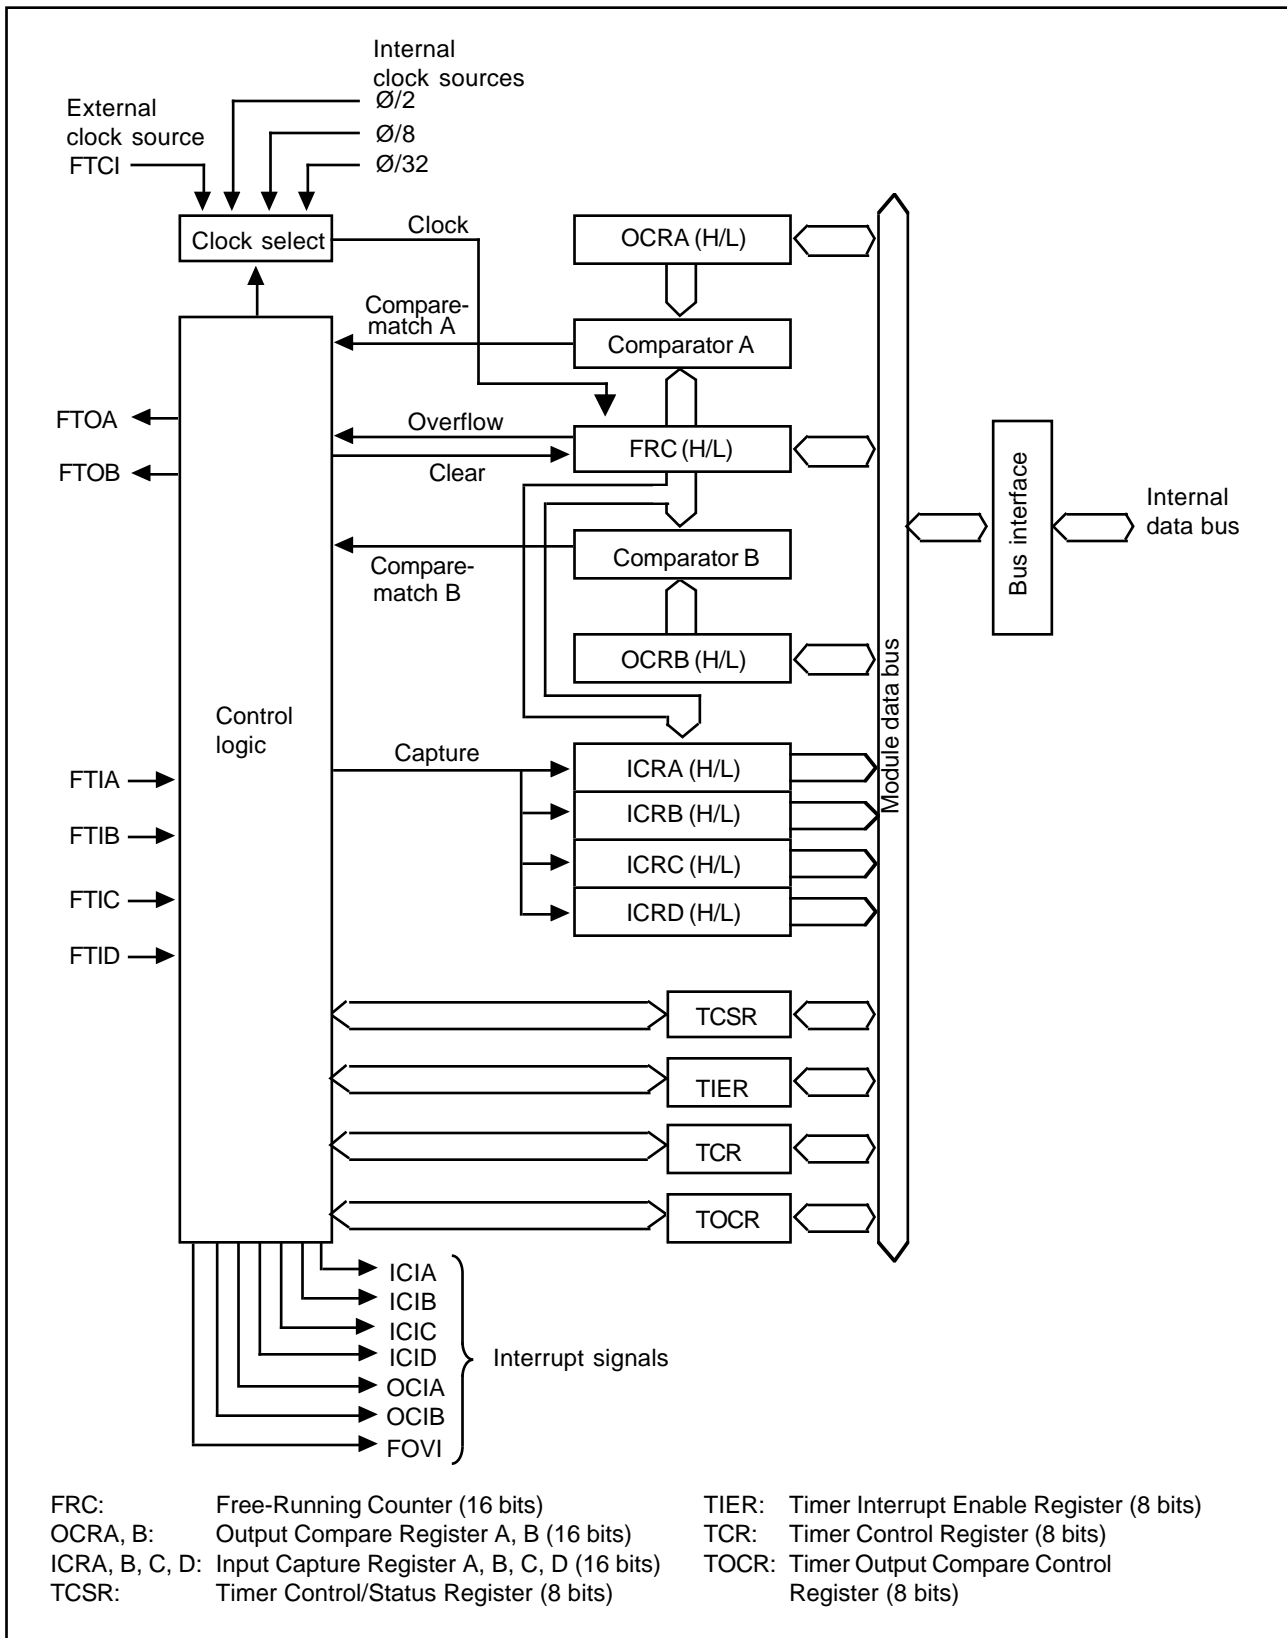 Internal
clock sources
Ø/2
External
clock source
Ø/8
FTCI
Ø/32
Clock select
Clock
OCRA (H/L)
Compare-
match A
Comparator A
FTOA
Overflow
FRC (H/L)
FTOB
Clear
Bus interface
Internal
data bus
Comparator B
Compare-
match B
OCRB (H/L)
Module data bus
Control
logic
Capture
FTIA
ICRA (H/L)
FTIB
ICRB (H/L)
FTIC
ICRC (H/L)
FTID
ICRD (H/L)
TCSR
TIER
TCR
TOCR
ICIA
ICIB
ICIC
ICID
Interrupt signals
OCIA
OCIB
FOVI
FRC: Free-Running Counter (16 bits)
OCRA, B: Output Compare Register A, B (16 bits)
ICRA, B, C, D: Input Capture Register A, B, C, D (16 bits)
TCSR: Timer Control/Status Register (8 bits)
TIER: Timer Interrupt Enable Register (8 bits)
TCR: Timer Control Register (8 bits)
TOCR: Timer Output Compare Control
Register (8 bits)